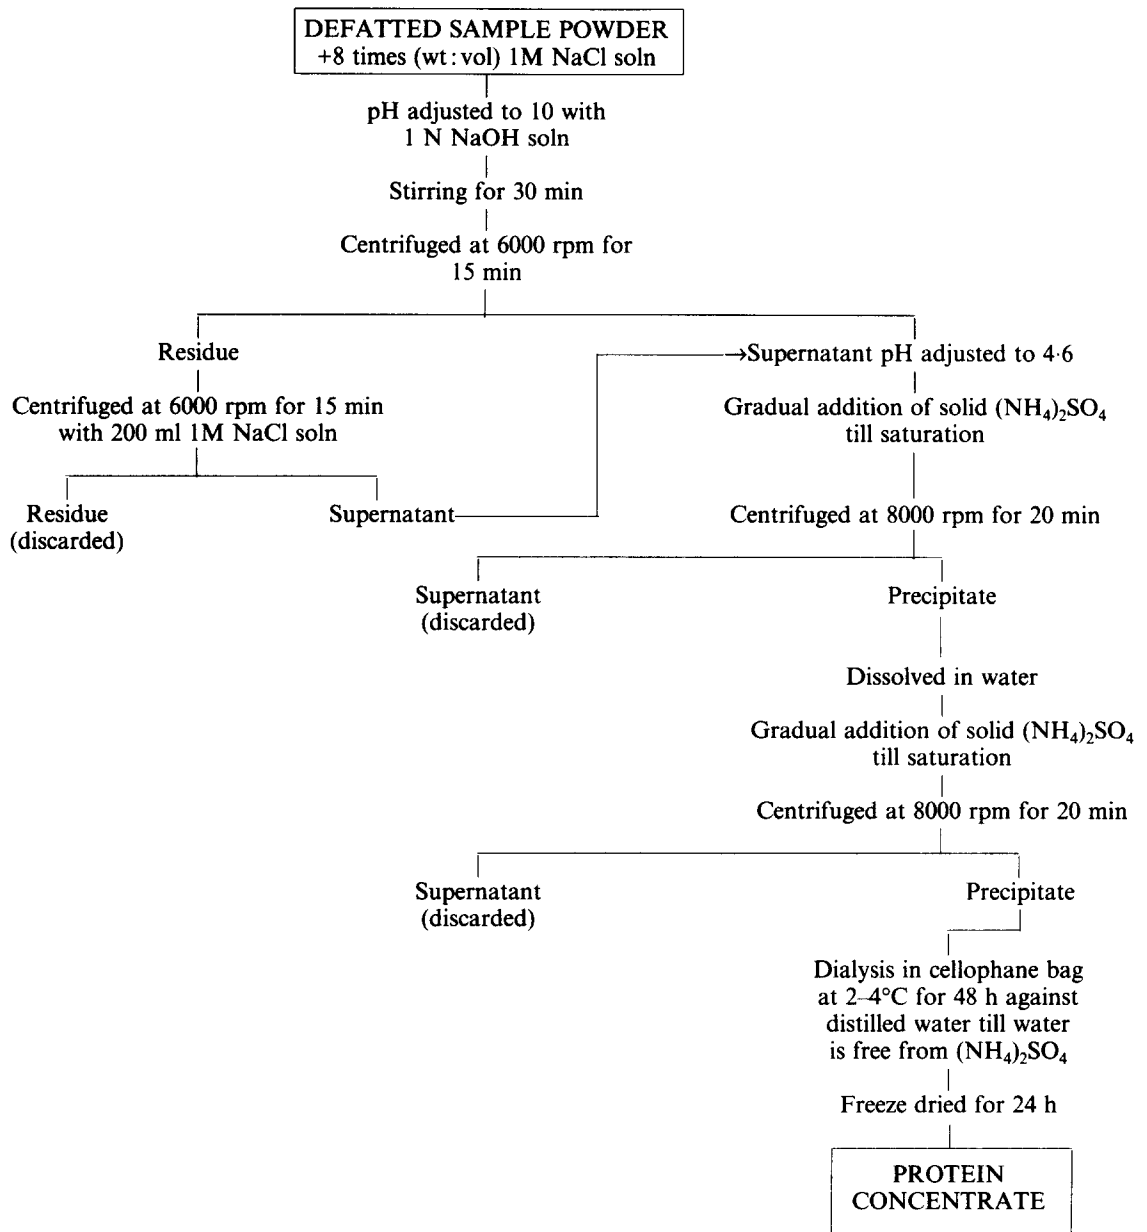 DEFATTED SAMPLE POWDER
+8 times (wt:vol) 1M NaCl soln
pH adjusted to 10 with
1 N NaOH soln
Stirring for 30 min
Centrifuged at 6000 rpm for
15 min
Residue
→Supernatant pH adjusted to 4·6
Centrifuged at 6000 rpm for 15 min
with 200 ml 1M NaCl soln
Gradual addition of solid (NH₄)₂SO₄
till saturation
Residue
(discarded)
Supernatant
Centrifuged at 8000 rpm for 20 min
Supernatant
(discarded)
Precipitate
Dissolved in water
Gradual addition of solid (NH₄)₂SO₄
till saturation
Centrifuged at 8000 rpm for 20 min
Supernatant
(discarded)
Precipitate
Dialysis in cellophane bag
at 2–4°C for 48 h against
distilled water till water
is free from (NH₄)₂SO₄
Freeze dried for 24 h
PROTEIN
CONCENTRATE